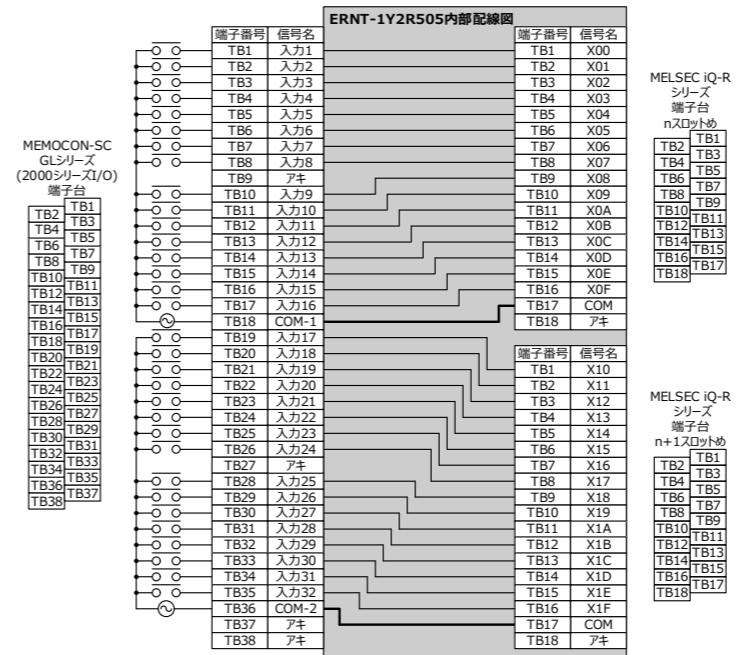 ERNT-1Y2R505内部配線図
MEMOCON-SC
GLシリーズ
(2000シリーズI/O)
端子台
TB1
TB2
TB3
TB4
TB5
TB6
TB7
TB8
TB9
TB10
TB11
TB12
TB13
TB14
TB15
TB16
TB17
TB18
TB19
TB20
TB21
TB22
TB23
TB24
TB25
TB26
TB27
TB28
TB29
TB30
TB31
TB32
TB33
TB34
TB35
TB36
TB37
TB38
端子番号 信号名
TB1 入力1
TB2 入力2
TB3 入力3
TB4 入力4
TB5 入力5
TB6 入力6
TB7 入力7
TB8 入力8
TB9 アキ
TB10 入力9
TB11 入力10
TB12 入力11
TB13 入力12
TB14 入力13
TB15 入力14
TB16 入力15
TB17 入力16
TB18 COM-1
TB19 入力17
TB20 入力18
TB21 入力19
TB22 入力20
TB23 入力21
TB24 入力22
TB25 入力23
TB26 入力24
TB27 アキ
TB28 入力25
TB29 入力26
TB30 入力27
TB31 入力28
TB32 入力29
TB33 入力30
TB34 入力31
TB35 入力32
TB36 COM-2
TB37 アキ
TB38 アキ
端子番号 信号名
TB1 X00
TB2 X01
TB3 X02
TB4 X03
TB5 X04
TB6 X05
TB7 X06
TB8 X07
TB9 X08
TB10 X09
TB11 X0A
TB12 X0B
TB13 X0C
TB14 X0D
TB15 X0E
TB16 X0F
TB17 COM
TB18 アキ
端子番号 信号名
TB1 X10
TB2 X11
TB3 X12
TB4 X13
TB5 X14
TB6 X15
TB7 X16
TB8 X17
TB9 X18
TB10 X19
TB11 X1A
TB12 X1B
TB13 X1C
TB14 X1D
TB15 X1E
TB16 X1F
TB17 COM
TB18 アキ
MELSEC iQ-R
シリーズ
端子台
nスロットめ
TB1
TB2
TB3
TB4
TB5
TB6
TB7
TB8
TB9
TB10
TB11
TB12
TB13
TB14
TB15
TB16
TB17
TB18
MELSEC iQ-R
シリーズ
端子台
n+1スロットめ
TB1
TB2
TB3
TB4
TB5
TB6
TB7
TB8
TB9
TB10
TB11
TB12
TB13
TB14
TB15
TB16
TB17
TB18